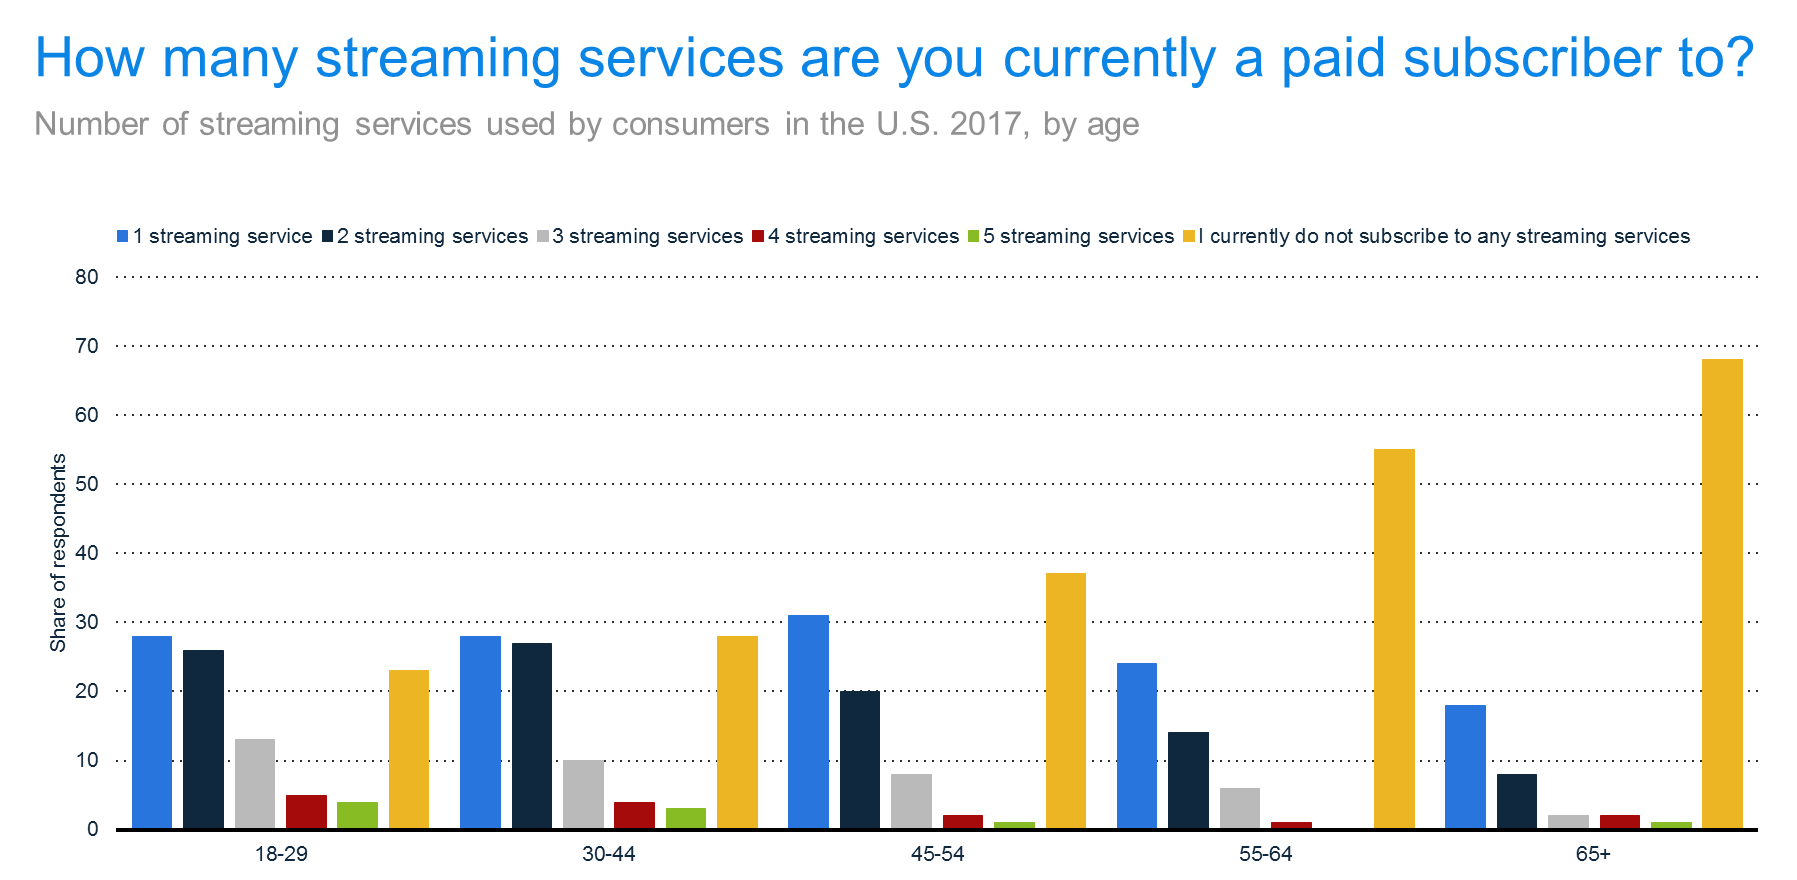 How many streaming services are you currently a paid subscriber to?
Number of streaming services used by consumers in the U.S. 2017, by age
1 streaming service 2 streaming services 3 streaming services 4 streaming services 5 streaming services I currently do not subscribe to any streaming services
Share of respondents
80
70
60
50
40
30
20
10
0
18-29 30-44 45-54 55-64 65+